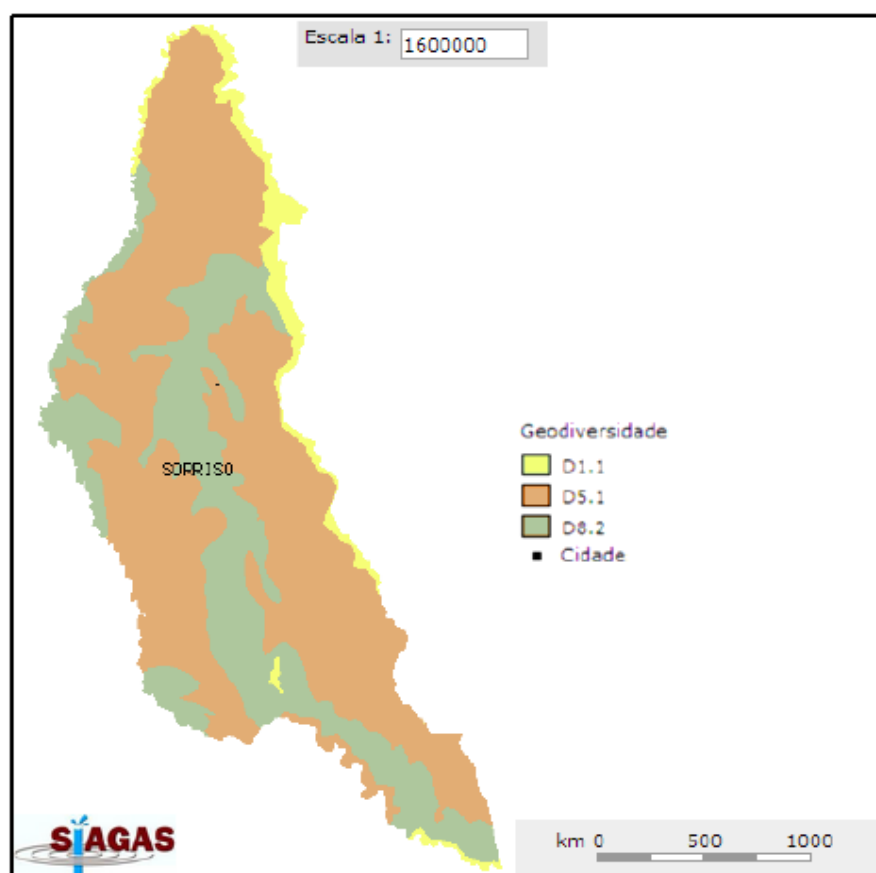 Escala 1: 1600000
SORRISO
Geodiversidade
D1.1
D5.1
D8.2
Cidade
SIAGAS
km 0 500 1000